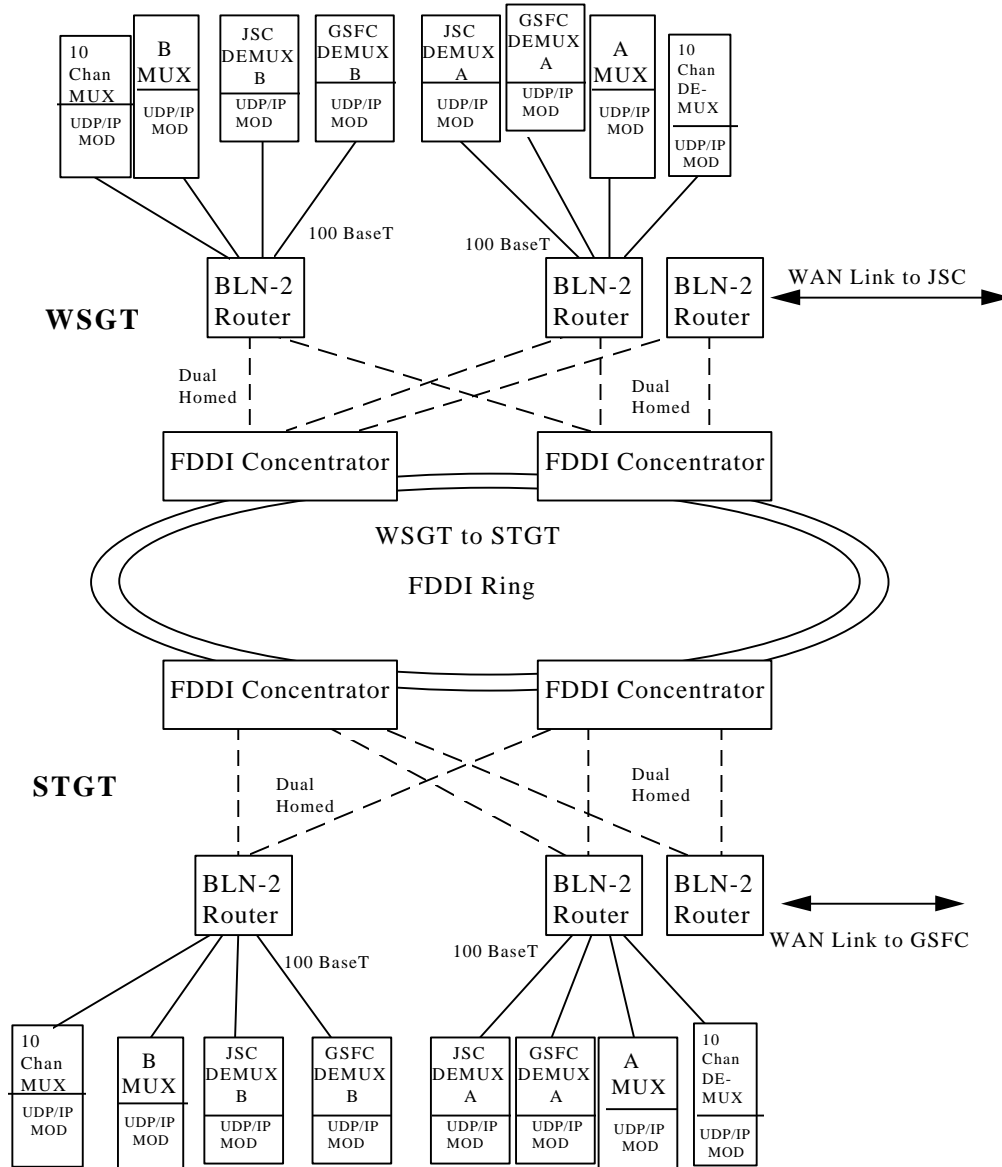 10
Chan
MUX
UDP/IP
MOD
B
MUX
UDP/IP
MOD
JSC
DEMUX
B
UDP/IP
MOD
GSFC
DEMUX
B
UDP/IP
MOD
JSC
DEMUX
A
UDP/IP
MOD
GSFC
DEMUX
A
UDP/IP
MOD
A
MUX
UDP/IP
MOD
10
Chan
DE-
MUX
UDP/IP
MOD
100 BaseT
100 BaseT
WSGT
BLN-2
Router
BLN-2
Router
BLN-2
Router
WAN Link to JSC
Dual
Homed
Dual
Homed
FDDI Concentrator
FDDI Concentrator
WSGT to STGT
FDDI Ring
FDDI Concentrator
FDDI Concentrator
STGT
Dual
Homed
Dual
Homed
BLN-2
Router
BLN-2
Router
BLN-2
Router
WAN Link to GSFC
100 BaseT
100 BaseT
10
Chan
MUX
UDP/IP
MOD
B
MUX
UDP/IP
MOD
JSC
DEMUX
B
UDP/IP
MOD
GSFC
DEMUX
B
UDP/IP
MOD
JSC
DEMUX
A
UDP/IP
MOD
GSFC
DEMUX
A
UDP/IP
MOD
A
MUX
UDP/IP
MOD
10
Chan
DE-
MUX
UDP/IP
MOD